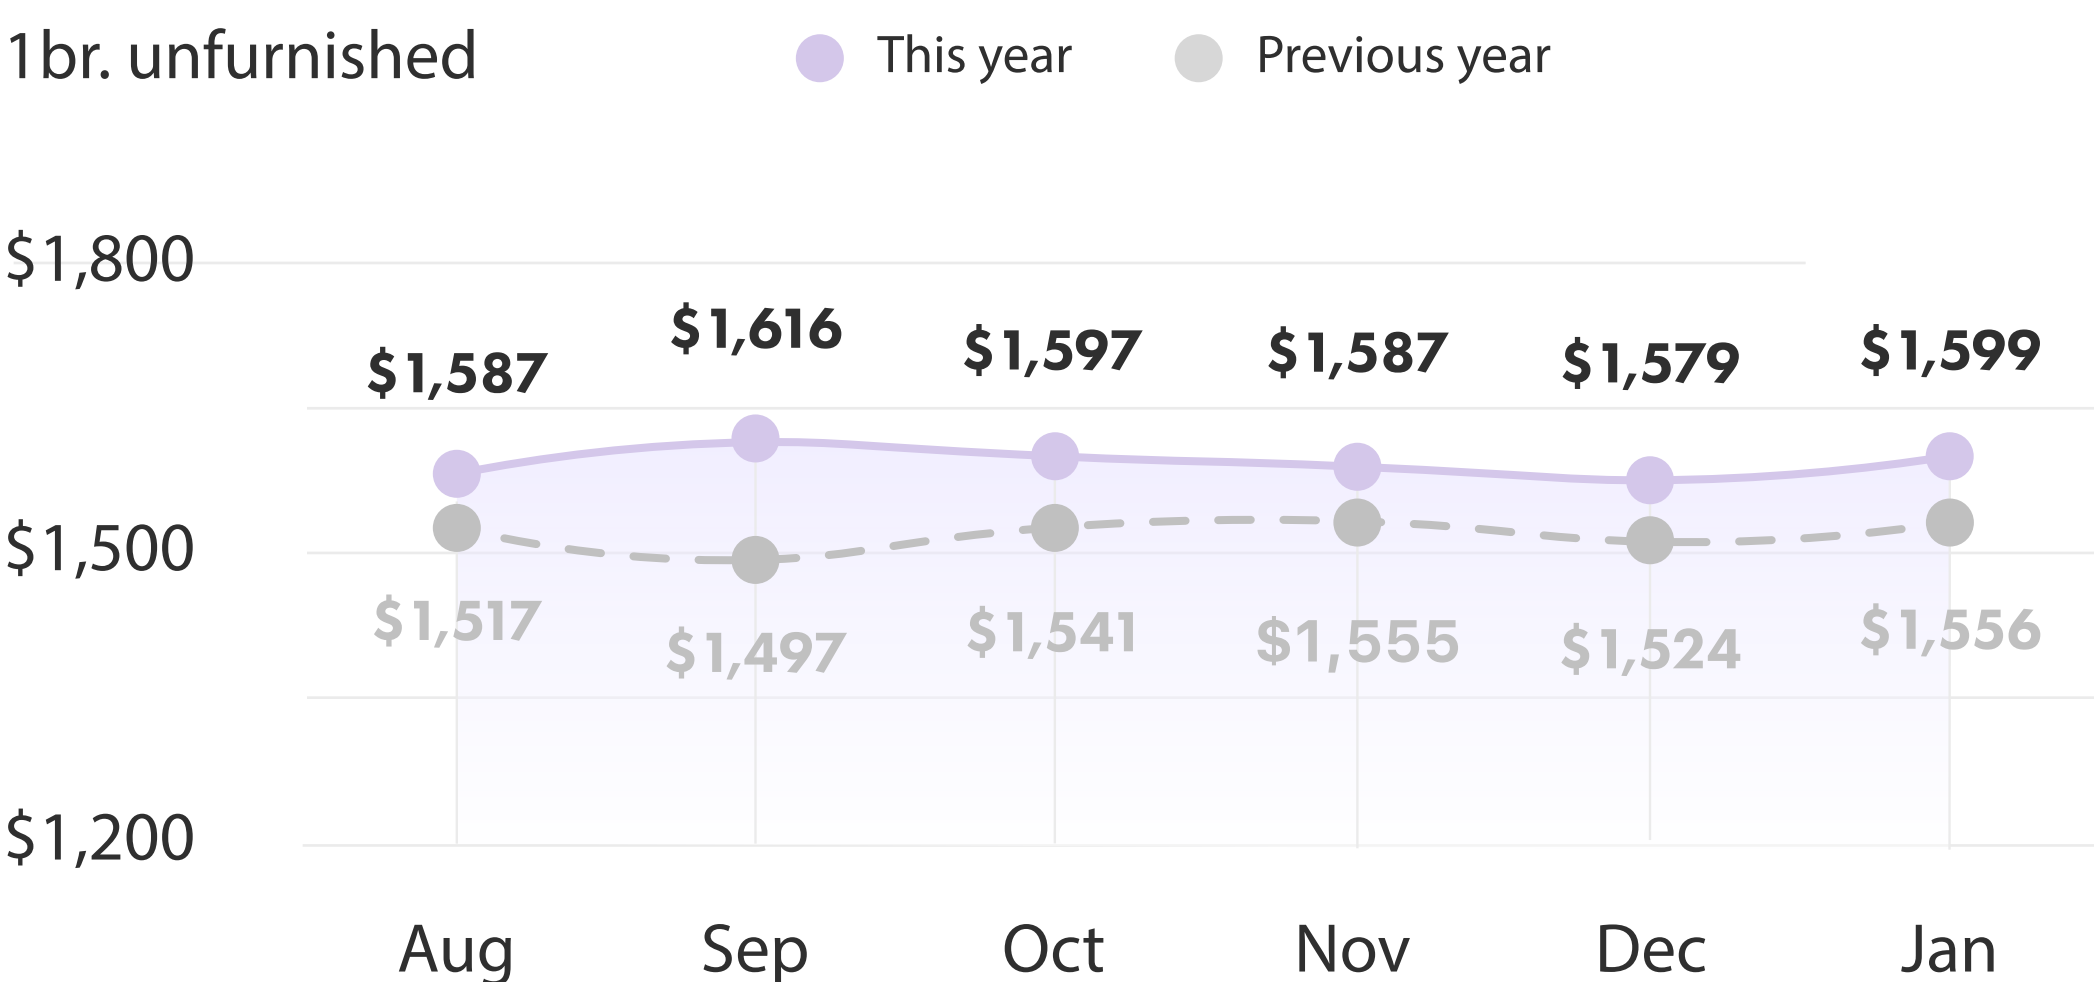 1br. unfurnished
This year
Previous year
$1,800
$1,587
$1,616
$1,597
$1,587
$1,579
$1,599
$1,500
$1,517
$1,497
$1,541
$1,555
$1,524
$1,556
$1,200
Aug
Sep
Oct
Nov
Dec
Jan